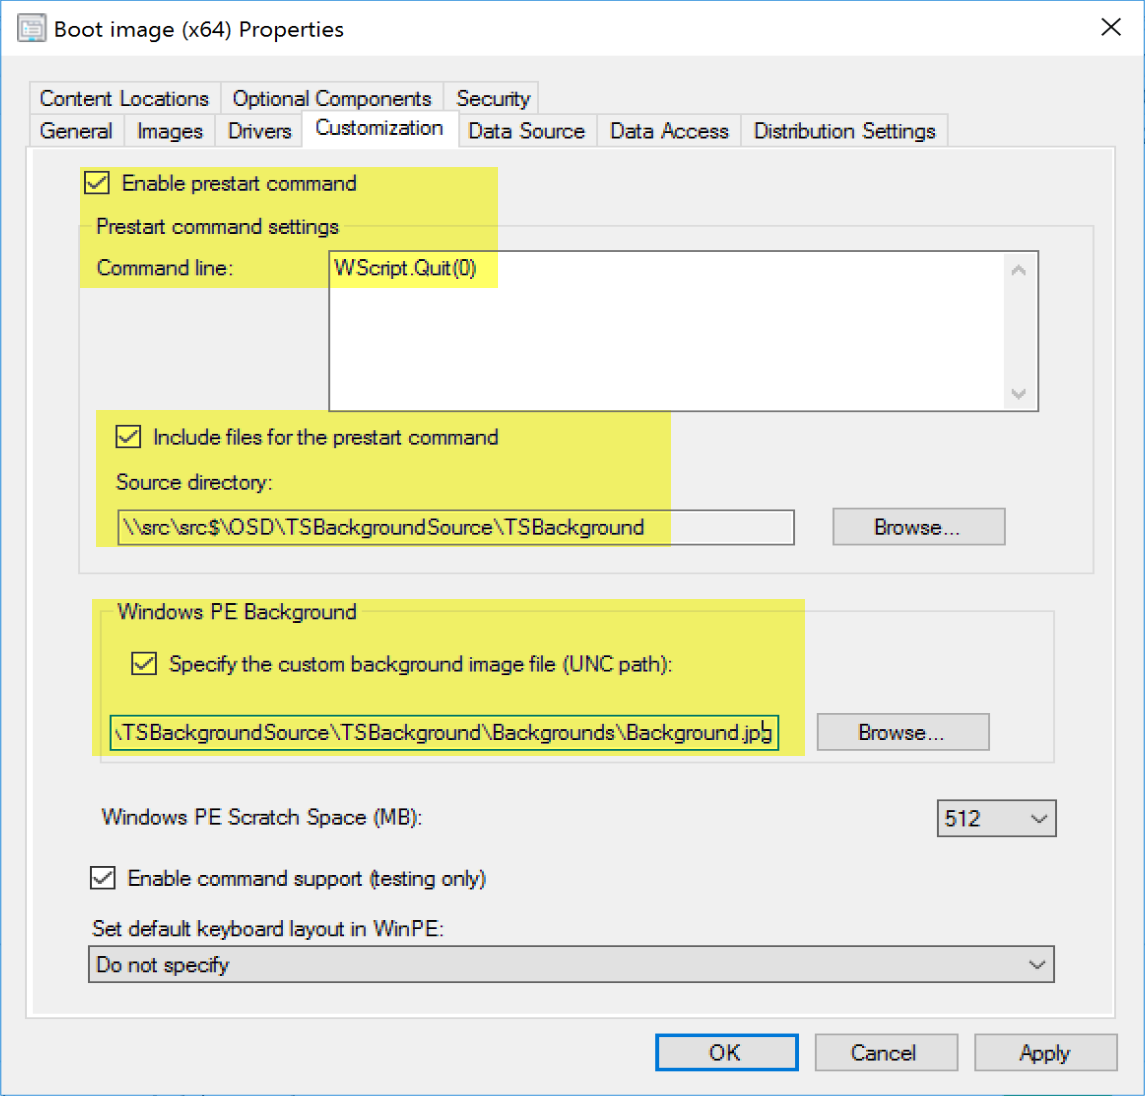 Boot image (x64) Properties
Content Locations Optional Components Security
General Images Drivers Customization Data Source Data Access Distribution Settings
Enable prestart command
Prestart command settings
Command line: WScript.Quit(0)
Include files for the prestart command
Source directory:
\\src\src$\OSD\TSBackgroundSource\TSBackground Browse...
Windows PE Background
Specify the custom background image file (UNC path):
\TSBackgroundSource\TSBackground\Backgrounds\Background.jpg Browse...
Windows PE Scratch Space (MB): 512
Enable command support (testing only)
Set default keyboard layout in WinPE:
Do not specify
OK Cancel Apply